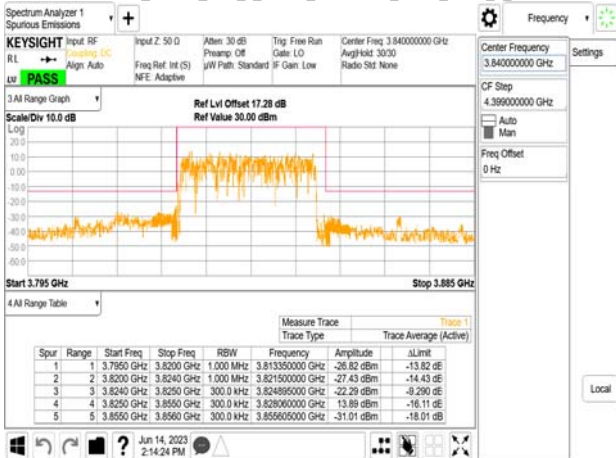 Spectrum Analyzer 1
Spurious Emissions
+
Frequency
KEYSIGHT
RL
LV PASS
Input: RF
Coupling: DC
Align: Auto
Input Z: 50 Ω
Freq Ref: Int (S)
NFE: Adaptive
Atten: 30 dB
Preamp: Off
µW Path: Standard
Trig: Free Run
Gate: LO
IF Gain: Low
Center Freq: 3.840000000 GHz
Avg|Hold: 30/30
Radio Std: None
Center Frequency
3.840000000 GHz
Settings
CF Step
4.399000000 GHz
Auto
Man
Freq Offset
0 Hz
Local
3 All Range Graph
Scale/Div 10.0 dB
Ref Lvl Offset 17.28 dB
Ref Value 30.00 dBm
Log
20.0
10.0
0.00
-10.0
-20.0
-30.0
-40.0
-50.0
-60.0
Start 3.795 GHz
Stop 3.885 GHz
4 All Range Table
Measure Trace Trace 1
Trace Type Trace Average (Active)
Spur Range Start Freq Stop Freq RBW Frequency Amplitude ΔLimit
1 1 3.7950 GHz 3.8200 GHz 1.000 MHz 3.813350000 GHz -26.82 dBm -13.82 dB
2 2 3.8200 GHz 3.8240 GHz 1.000 MHz 3.821500000 GHz -27.43 dBm -14.43 dB
3 3 3.8240 GHz 3.8250 GHz 300.0 kHz 3.824895000 GHz -22.29 dBm -9.290 dB
4 4 3.8250 GHz 3.8550 GHz 300.0 kHz 3.828060000 GHz 13.89 dBm -16.11 dB
5 5 3.8550 GHz 3.8560 GHz 300.0 kHz 3.855605000 GHz -31.01 dBm -18.01 dB
?
Jun 14, 2023
2:14:24 PM